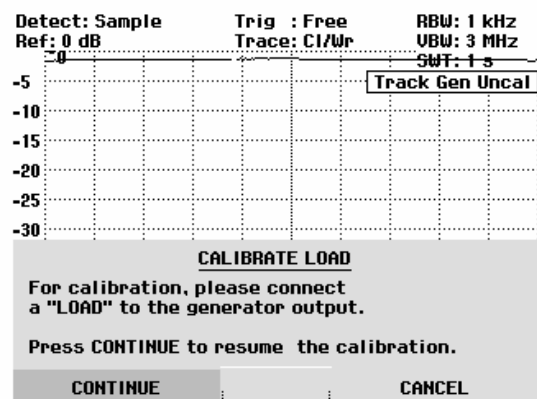 Detect: Sample Trig : Free RBW: 1 kHz
Ref: 0 dB Trace: Cl/Wr VBW: 3 MHz
0 SWT: 1 s
-5 Track Gen Uncal
-10
-15
-20
-25
-30
CALIBRATE LOAD
For calibration, please connect
a "LOAD" to the generator output.
Press CONTINUE to resume the calibration.
CONTINUE CANCEL